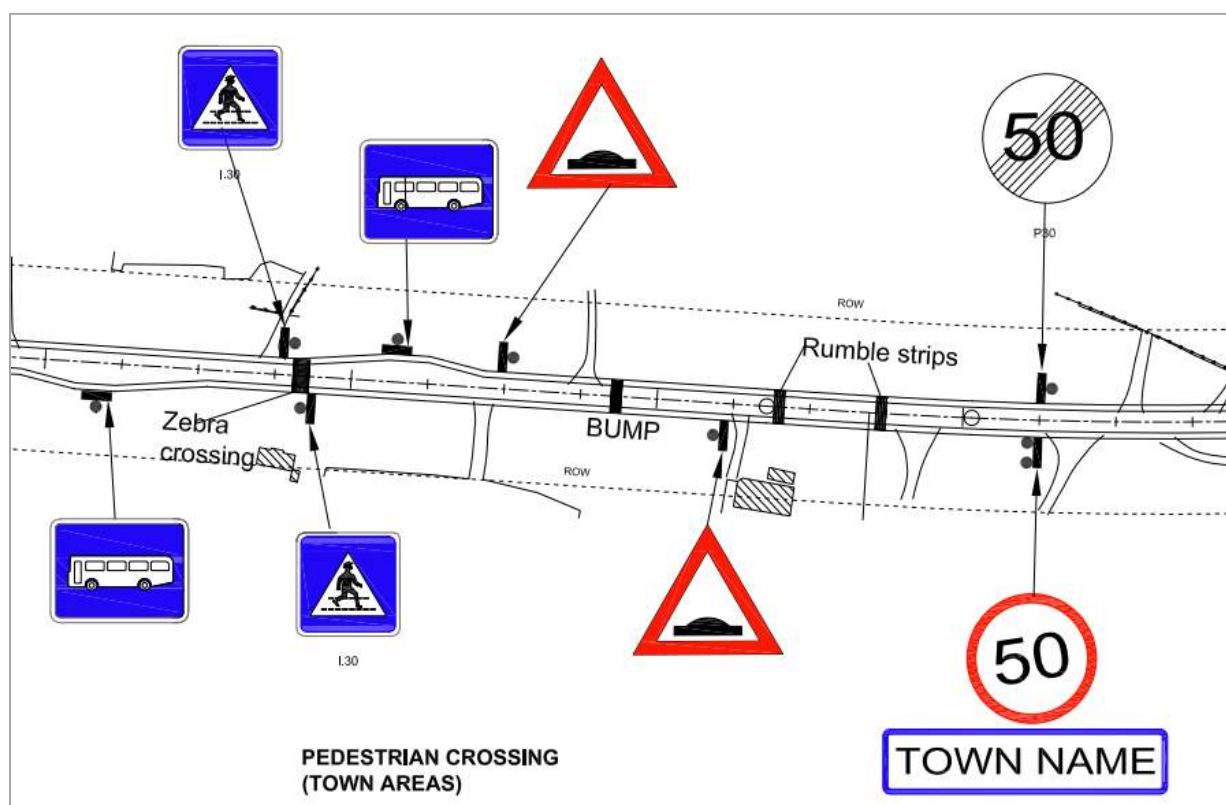 I.30
50
P30
ROW
Rumble strips
Zebra
crossing
BUMP
ROW
I.30
50
TOWN NAME
PEDESTRIAN CROSSING
(TOWN AREAS)